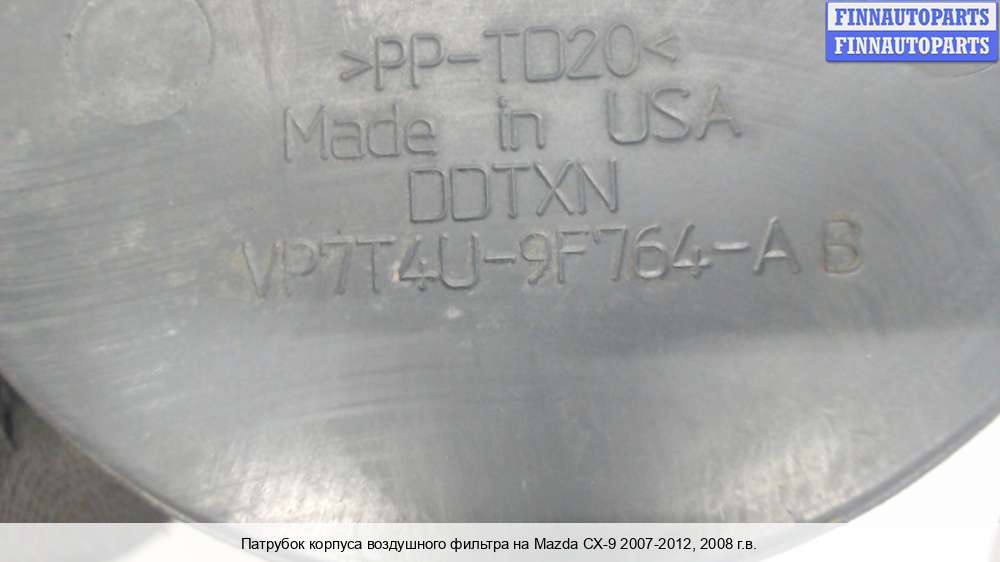 FINNAUTOPARTS
FINNAUTOPARTS
>PP-TD20<
Made in USA
DDTXN
VP7T4U-9F764-AB
Патрубок корпуса воздушного фильтра на Mazda CX-9 2007-2012, 2008 г.в.